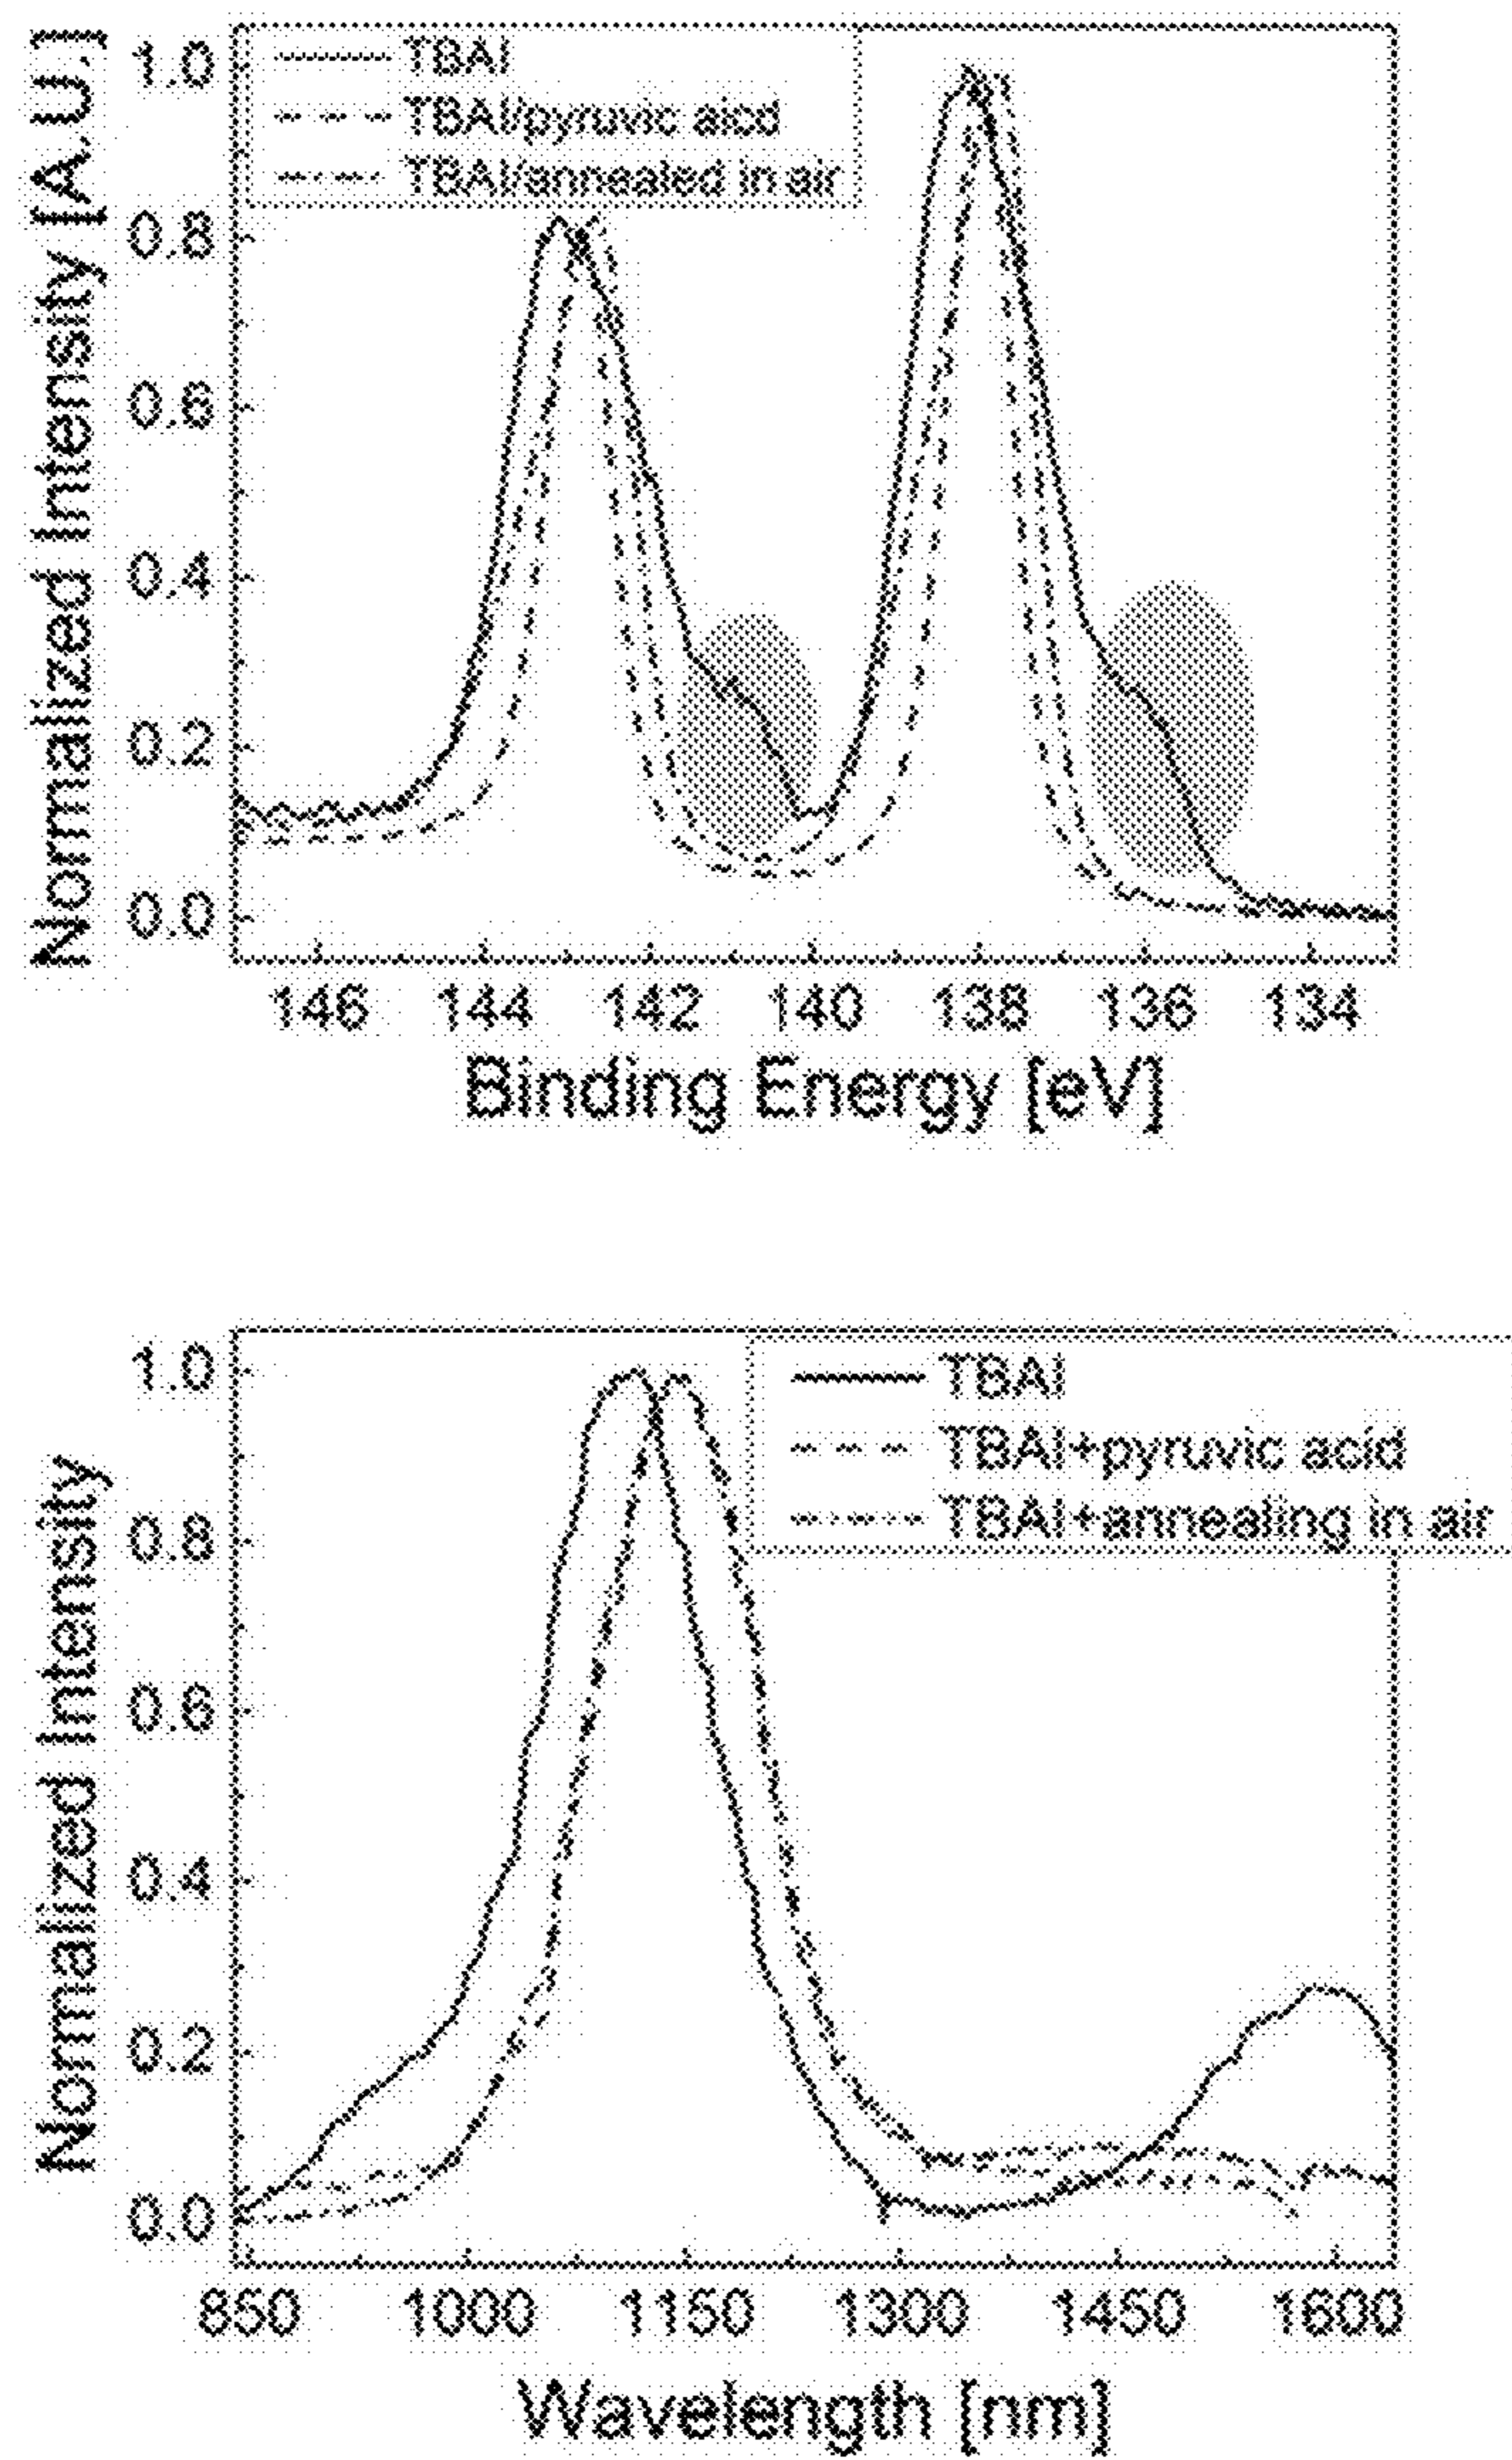 Normalized Intensity [A.U.]
1.0
0.8
0.6
0.4
0.2
0.0
TBAI
TBAI/pyruvic aicd
TBAI/annealed in air
146 144 142 140 138 136 134
Binding Energy [eV]
Normalized Intensity
1.0
0.8
0.6
0.4
0.2
0.0
TBAI
TBAI+pyruvic acid
TBAI+annealing in air
850 1000 1150 1300 1450 1600
Wavelength [nm]